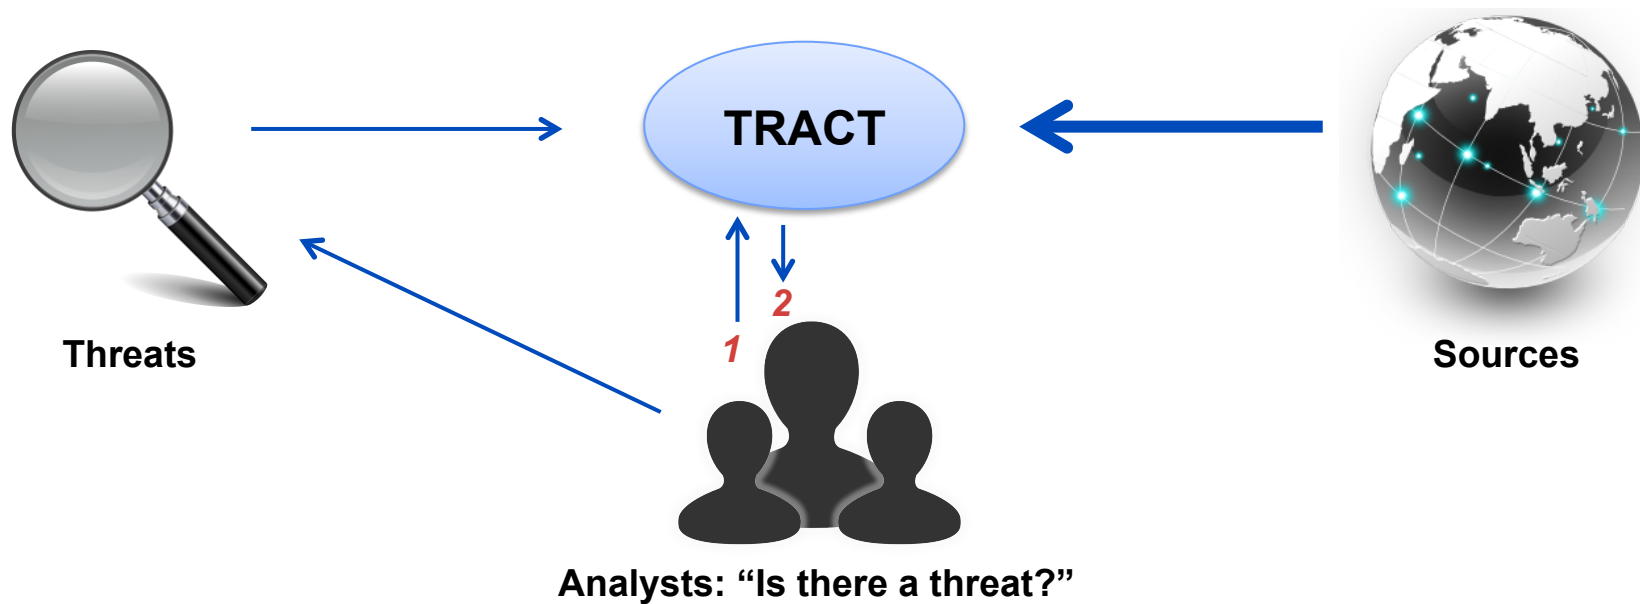 TRACT
2
1
Threats
Sources
Analysts: “Is there a threat?”